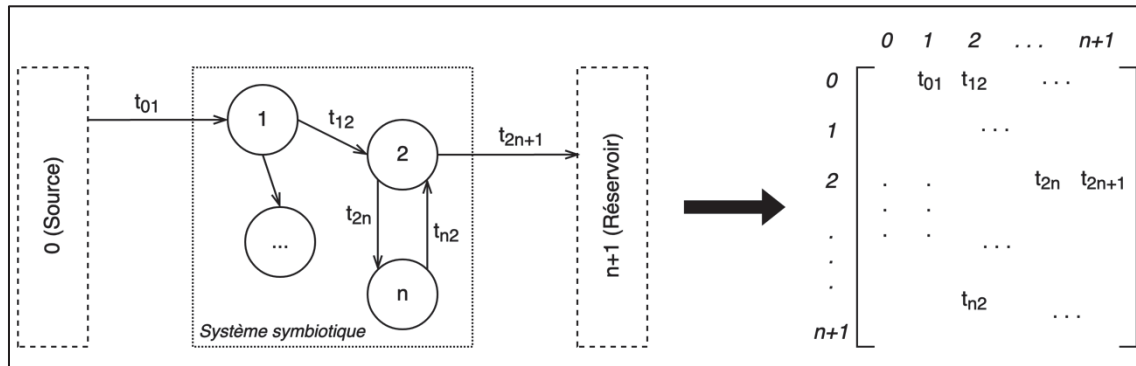 0 (Source)
t01
1
t12
2
t2n+1
...
t2n
tn2
n
Système symbiotique
n+1 (Réservoir)
0 1 2 . . . n+1
0 t01 t12 . . .
1 . . .
2 . . t2n t2n+1
. .
. . . . . .
.
. tn2 . . .
n+1